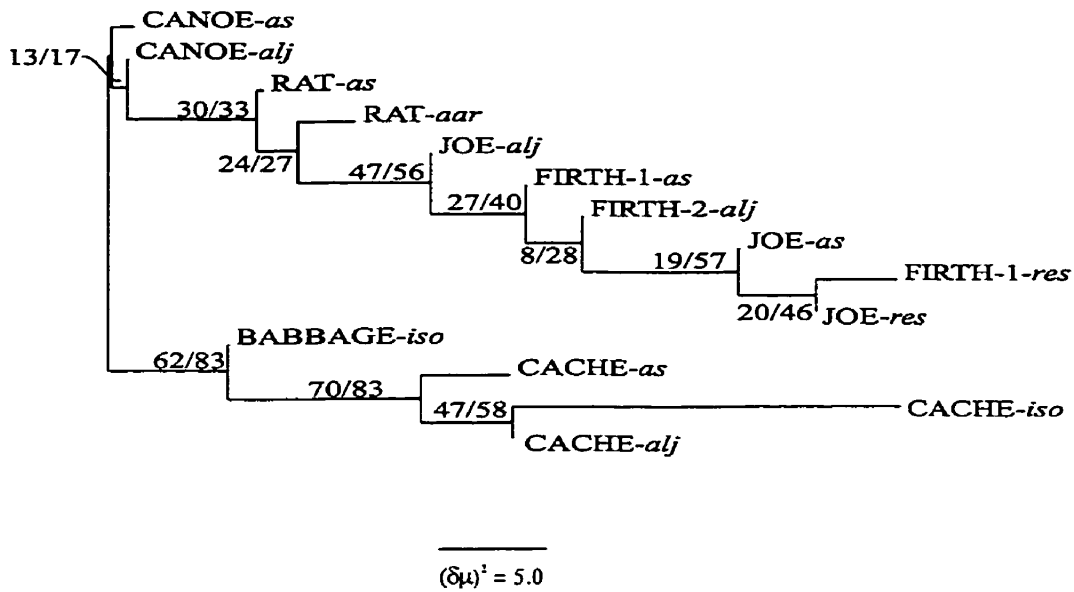 CANOE-as
13/17
CANOE-alj
RAT-as
30/33
RAT-aar
24/27
JOE-alj
47/56
FIRTH-1-as
27/40
FIRTH-2-alj
8/28
JOE-as
19/57
FIRTH-1-res
20/46
JOE-res
BABBAGE-iso
62/83
CACHE-as
70/83
CACHE-iso
47/58
CACHE-alj
(δμ)² = 5.0